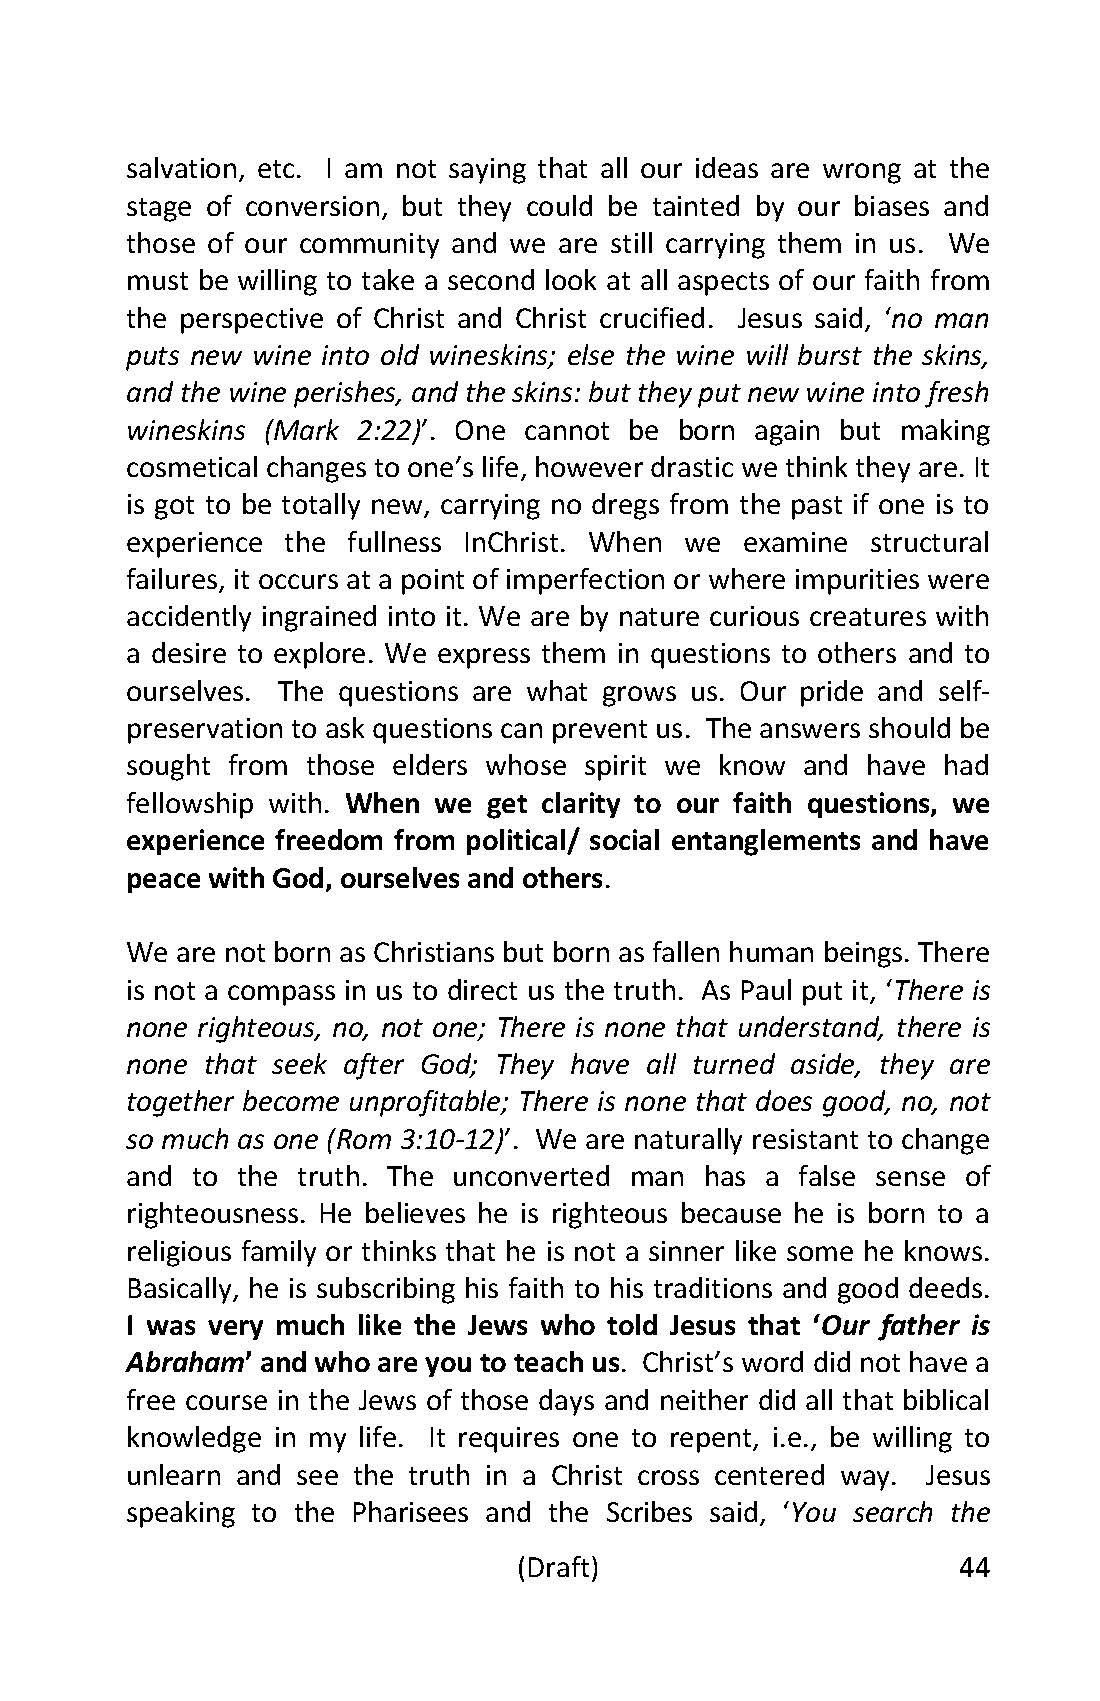 salvation, etc. I am not saying that all our ideas are wrong at the
stage of conversion, but they could be tainted by our biases and
those of our community and we are still carrying them in us. We
must be willing to take a second look at all aspects of our faith from
the perspective of Christ and Christ crucified. Jesus said, ‘no man
puts new wine into old wineskins; else the wine will burst the skins,
and the wine perishes, and the skins: but they put new wine into fresh
wineskins (Mark 2:22)’. One cannot be born again but making
cosmetical changes to one’s life, however drastic we think they are. It
is got to be totally new, carrying no dregs from the past if one is to
experience the fullness InChrist. When we examine structural
failures, it occurs at a point of imperfection or where impurities were
accidently ingrained into it. We are by nature curious creatures with
a desire to explore. We express them in questions to others and to
ourselves. The questions are what grows us. Our pride and self-
preservation to ask questions can prevent us. The answers should be
sought from those elders whose spirit we know and have had
fellowship with. When we get clarity to our faith questions, we
experience freedom from political/ social entanglements and have
peace with God, ourselves and others.
We are not born as Christians but born as fallen human beings. There
is not a compass in us to direct us the truth. As Paul put it, ‘There is
none righteous, no, not one; There is none that understand, there is
none that seek after God; They have all turned aside, they are
together become unprofitable; There is none that does good, no, not
so much as one (Rom 3:10-12)’. We are naturally resistant to change
and to the truth. The unconverted man has a false sense of
righteousness. He believes he is righteous because he is born to a
religious family or thinks that he is not a sinner like some he knows.
Basically, he is subscribing his faith to his traditions and good deeds.
I was very much like the Jews who told Jesus that ‘Our father is
Abraham’ and who are you to teach us. Christ’s word did not have a
free course in the Jews of those days and neither did all that biblical
knowledge in my life. It requires one to repent, i.e., be willing to
unlearn and see the truth in a Christ cross centered way. Jesus
speaking to the Pharisees and the Scribes said, ‘You search the
(Draft) 44